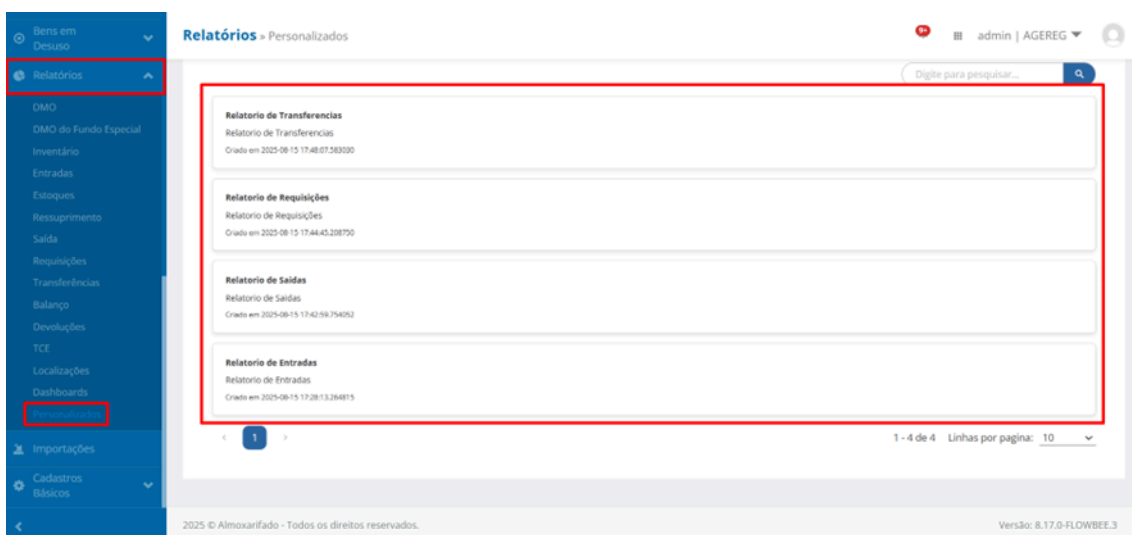 Bens em
Desuso
Relatórios » Personalizados
9+
admin | AGEREG
Relatórios
Digite para pesquisar...
DMO
DMO do Fundo Especial
Inventário
Entradas
Estoques
Ressuprimento
Saída
Requisições
Transferências
Balanço
Devoluções
TCE
Localizações
Dashboards
Personalizados
Importações
Cadastros
Básicos
Relatorio de Transferencias
Relatorio de Transferencias
Criado em 2025-08-15 17:48:07.583030
Relatorio de Requisições
Relatorio de Requisições
Criado em 2025-08-15 17:44:45.208750
Relatorio de Saidas
Relatorio de Saidas
Criado em 2025-08-15 17:42:59.754052
Relatorio de Entradas
Relatorio de Entradas
Criado em 2025-08-15 17:28:13.264815
1
1 - 4 de 4 Linhas por pagina: 10
2025 © Almoxarifado - Todos os direitos reservados.
Versão: 8.17.0-FLOWBEE.3